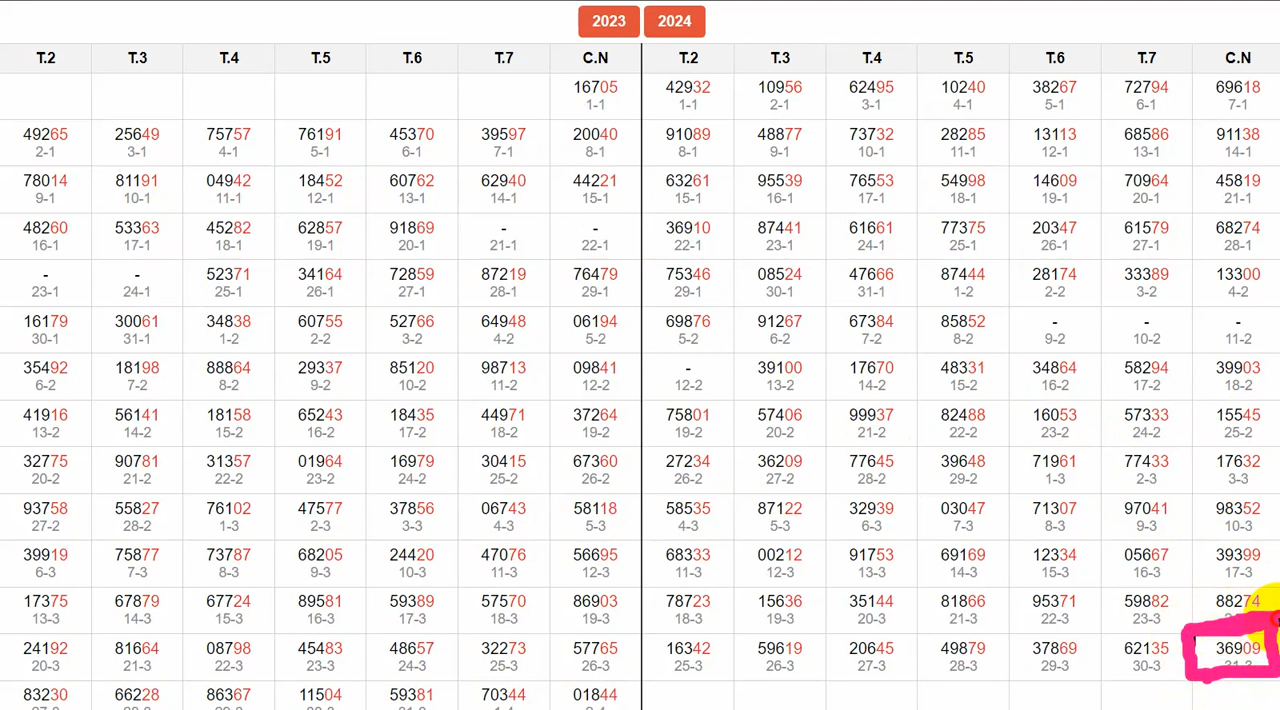 2023 2024
T.2 T.3 T.4 T.5 T.6 T.7 C.N T.2 T.3 T.4 T.5 T.6 T.7 C.N
16705 42932 10956 62495 10240 38267 72794 69618
1-1 1-1 2-1 3-1 4-1 5-1 6-1 7-1
49265 25649 75757 76191 45370 39597 20040 91089 48877 73732 28285 13113 68586 91138
2-1 3-1 4-1 5-1 6-1 7-1 8-1 8-1 9-1 10-1 11-1 12-1 13-1 14-1
78014 81191 04942 18452 60762 62940 44221 63261 95539 76553 54998 14609 70964 45819
9-1 10-1 11-1 12-1 13-1 14-1 15-1 15-1 16-1 17-1 18-1 19-1 20-1 21-1
48260 53363 45282 62857 91869 - - 36910 87441 61661 77375 20347 61579 68274
16-1 17-1 18-1 19-1 20-1 21-1 22-1 22-1 23-1 24-1 25-1 26-1 27-1 28-1
- - 52371 34164 72859 87219 76479 75346 08524 47666 87444 28174 33389 13300
23-1 24-1 25-1 26-1 27-1 28-1 29-1 29-1 30-1 31-1 1-2 2-2 3-2 4-2
16179 30061 34838 60755 52766 64948 06194 69876 91267 67384 85852 - - -
30-1 31-1 1-2 2-2 3-2 4-2 5-2 5-2 6-2 7-2 8-2 9-2 10-2 11-2
35492 18198 88864 29337 85120 98713 09841 - 39100 17670 48331 34864 58294 39903
6-2 7-2 8-2 9-2 10-2 11-2 12-2 12-2 13-2 14-2 15-2 16-2 17-2 18-2
41916 56141 18158 65243 18435 44971 37264 75801 57406 99937 82488 16053 57333 15545
13-2 14-2 15-2 16-2 17-2 18-2 19-2 19-2 20-2 21-2 22-2 23-2 24-2 25-2
32775 90781 31357 01964 16979 30415 67360 27234 36209 77645 39648 71961 77433 17632
20-2 21-2 22-2 23-2 24-2 25-2 26-2 26-2 27-2 28-2 29-2 1-3 2-3 3-3
93758 55827 76102 47577 37856 06743 58118 58535 87122 32939 03047 71307 97041 98352
27-2 28-2 1-3 2-3 3-3 4-3 5-3 4-3 5-3 6-3 7-3 8-3 9-3 10-3
39919 75877 73787 68205 24420 47076 56695 68333 00212 91753 69169 12334 05667 39399
6-3 7-3 8-3 9-3 10-3 11-3 12-3 11-3 12-3 13-3 14-3 15-3 16-3 17-3
17375 67879 67724 89581 59389 57570 86903 78723 15636 35144 81866 95371 59882 88274
13-3 14-3 15-3 16-3 17-3 18-3 19-3 18-3 19-3 20-3 21-3 22-3 23-3
24192 81664 08798 45483 48657 32273 57765 16342 59619 20645 49879 37869 62135 36909
20-3 21-3 22-3 23-3 24-3 25-3 26-3 25-3 26-3 27-3 28-3 29-3 30-3 31-3
83230 66228 86367 11504 59381 70344 01844